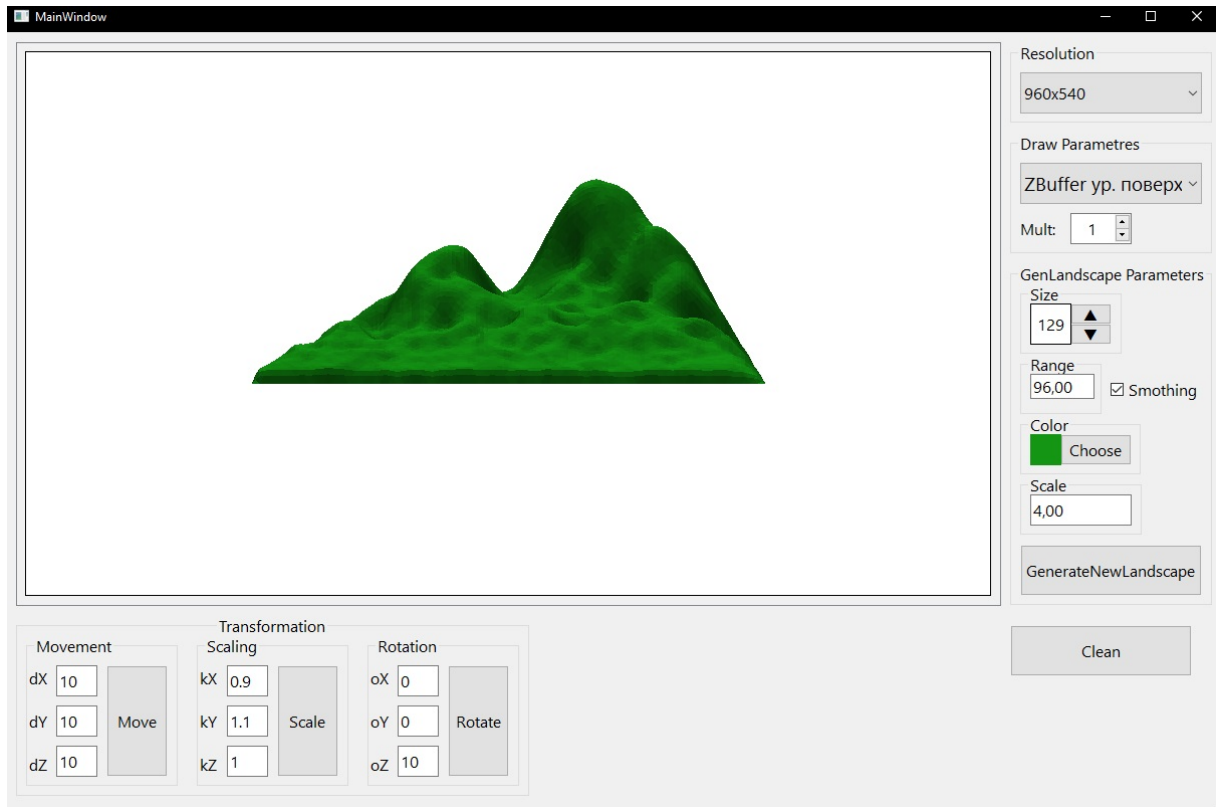 MainWindow
Resolution
960x540
Draw Parametres
ZBuffer ур. поверх
Mult: 1
GenLandscape Parameters
Size
129
Range
96,00
Smothing
Color
Choose
Scale
4,00
GenerateNewLandscape
Clean
Transformation
Movement
dX 10
dY 10
dZ 10
Move
Scaling
kX 0.9
kY 1.1
kZ 1
Scale
Rotation
oX 0
oY 0
oZ 10
Rotate